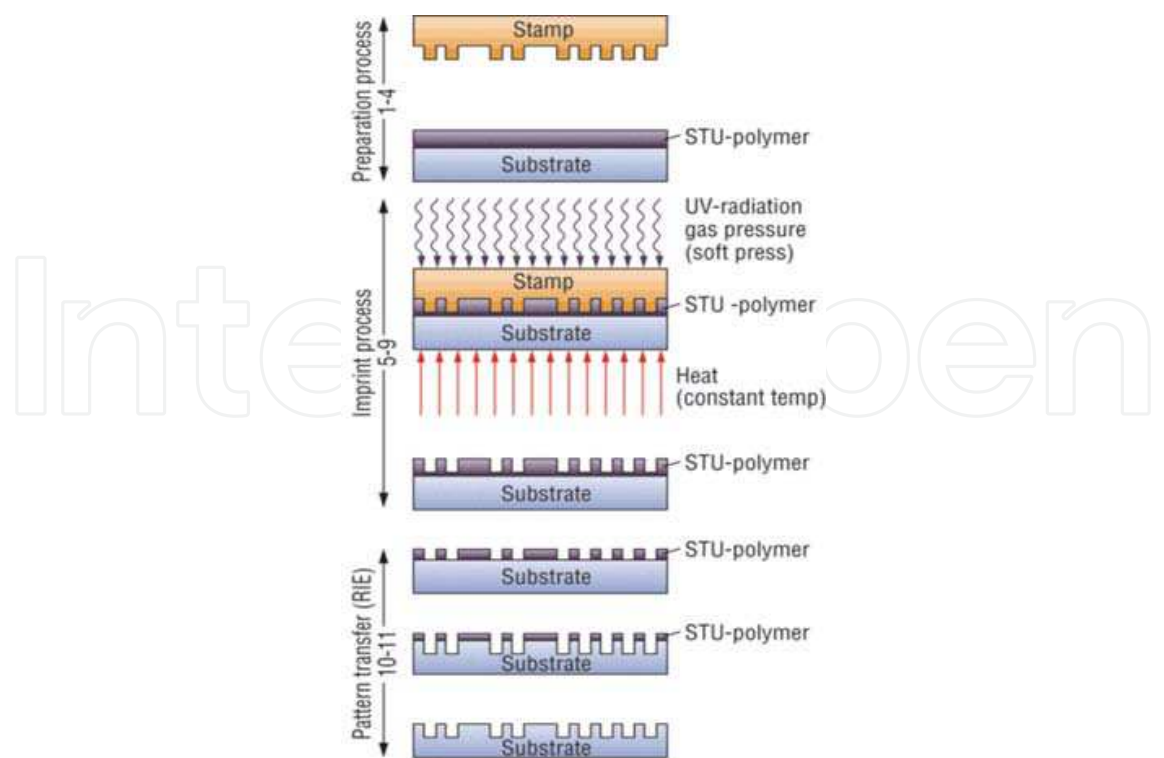 Stamp
Preparation process
1-4
STU-polymer
Substrate
UV-radiation
gas pressure
(soft press)
Stamp
STU -polymer
Substrate
Imprint process
5-9
Heat
(constant temp)
STU-polymer
Substrate
STU-polymer
Substrate
Pattern transfer (RIE)
10-11
STU-polymer
Substrate
Substrate